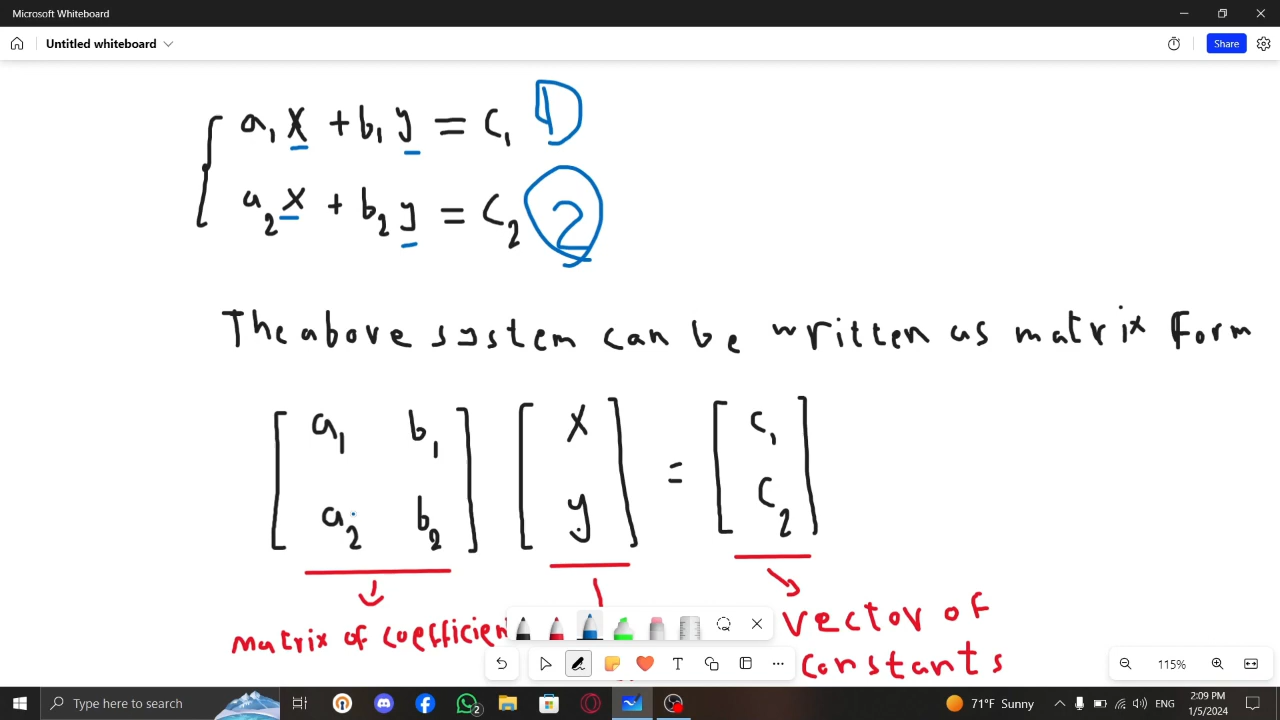 Microsoft Whiteboard
Untitled whiteboard
Share
a₁x + b₁y = c₁ 1
a₂x + b₂y = c₂ 2
The above system can be written as matrix form
a₁ b₁ x = c₁
a₂ b₂ y c₂
matrix of coefficien
vector of
constants
115%
Type here to search
2
71°F Sunny
ENG
2:09 PM
1/5/2024